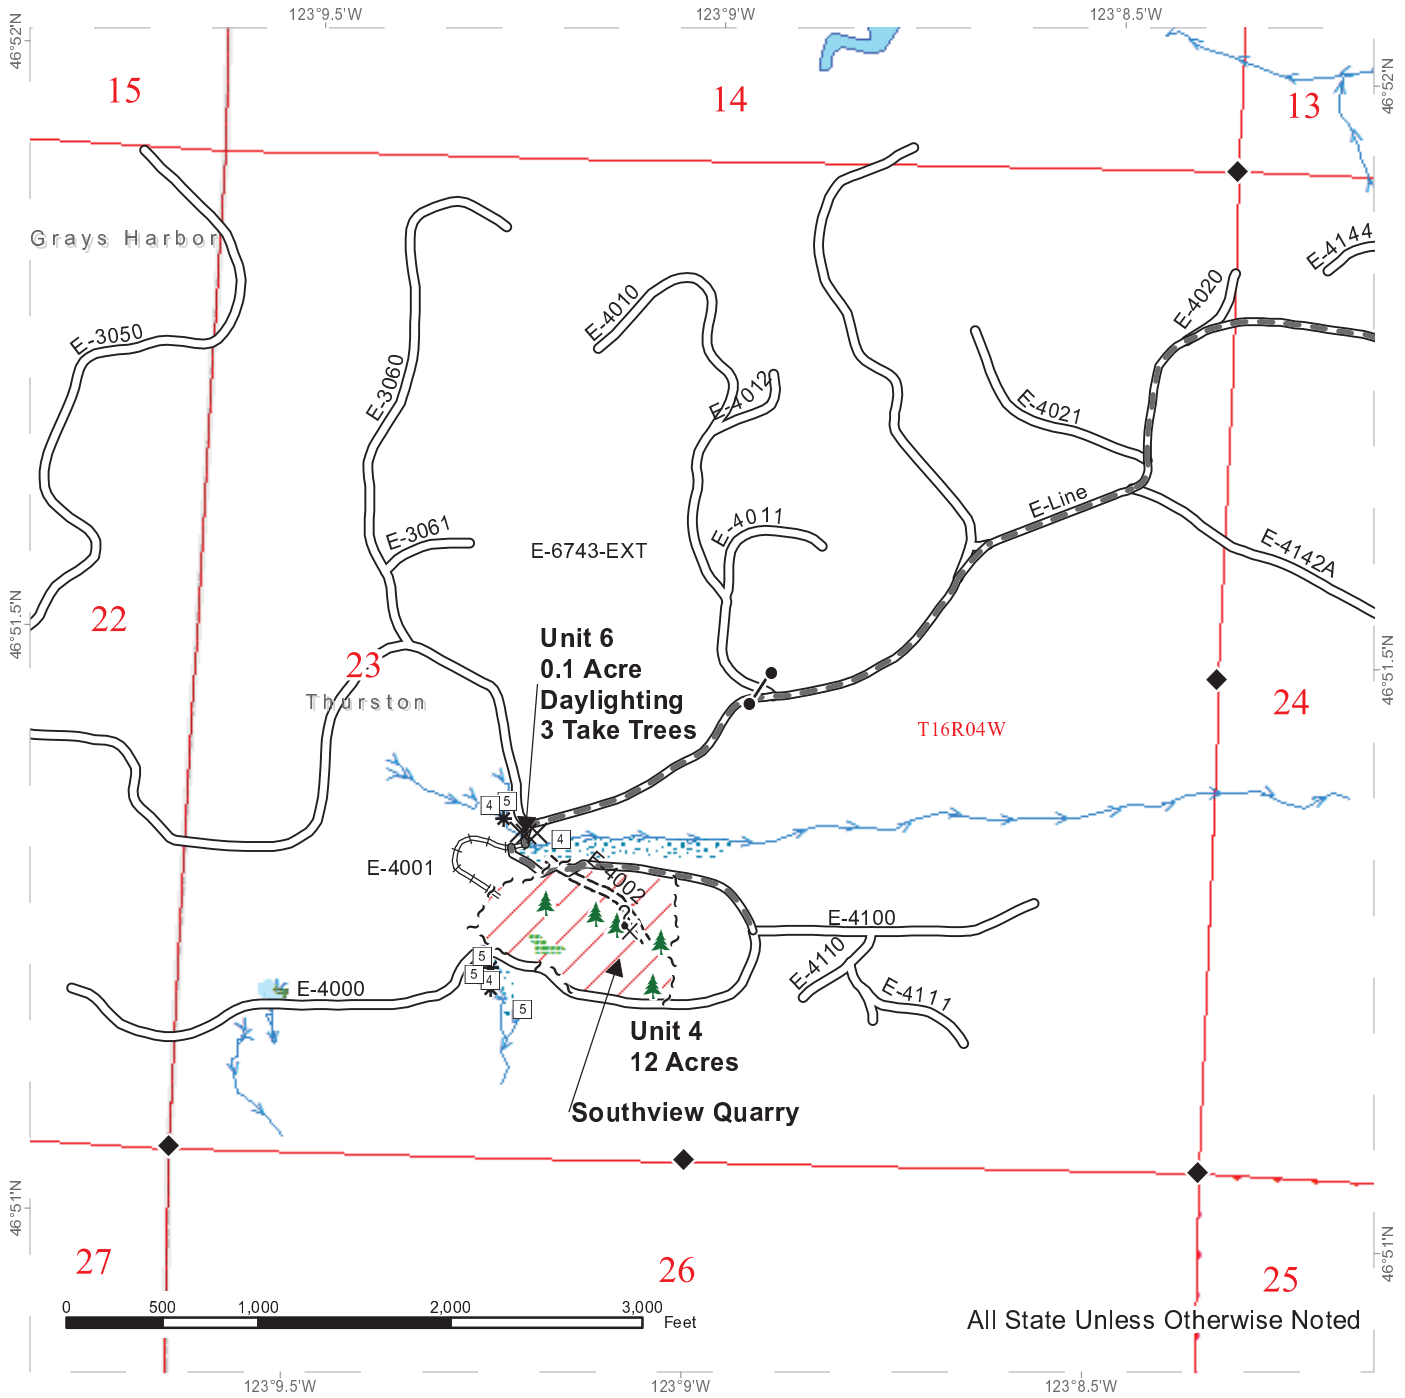 123°9.5'W
123°9'W
123°8.5'W
46°52'N
46°52'N
15
14
13
Grays Harbor
E-4144
E-4020
E-4010
E-3050
E-3060
E-4012
E-4021
E-Line
E-3061
E-4011
E-6743-EXT
E-4142A
46°51.5'N
46°51.5'N
22
23
24
Unit 6
0.1 Acre
Daylighting
3 Take Trees
Thurston
T16R04W
4
5
4
E-4001
E-4002
E-4100
E-4110
E-4111
5
5
4
5
E-4000
Unit 4
12 Acres
Southview Quarry
46°51'N
46°51'N
27
26
25
0
500
1,000
2,000
3,000
Feet
All State Unless Otherwise Noted
123°9.5'W
123°9'W
123°8.5'W